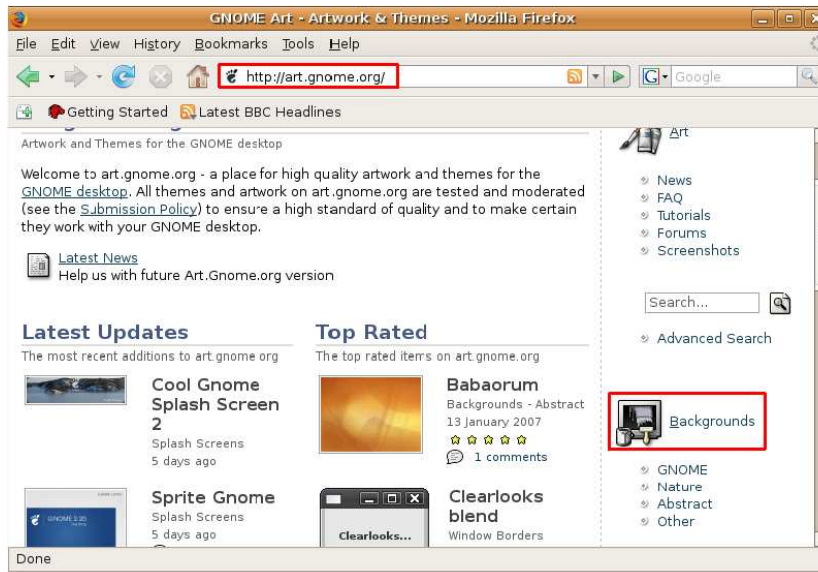 GNOME Art - Artwork & Themes - Mozilla Firefox
File Edit View History Bookmarks Tools Help
http://art.gnome.org/
G Google
Getting Started Latest BBC Headlines
Artwork and Themes for the GNOME desktop
Welcome to art.gnome.org - a place for high quality artwork and themes for the
GNOME desktop. All themes and artwork on art.gnome.org are tested and moderated
(see the Submission Policy) to ensure a high standard of quality and to make certain
they work with your GNOME desktop.
Latest News
Help us with future Art.Gnome.org version
Latest Updates
The most recent additions to art.gnome.org
Cool Gnome
Splash Screen
2
Splash Screens
5 days ago
Sprite Gnome
Splash Screens
5 days ago
Top Rated
The top rated items on art.gnome.org
Babaorum
Backgrounds - Abstract
13 January 2007
1 comments
Clearlooks...
Clearlooks
blend
Window Borders
Art
News
FAQ
Tutorials
Forums
Screenshots
Search...
Advanced Search
Backgrounds
GNOME
Nature
Abstract
Other
Done